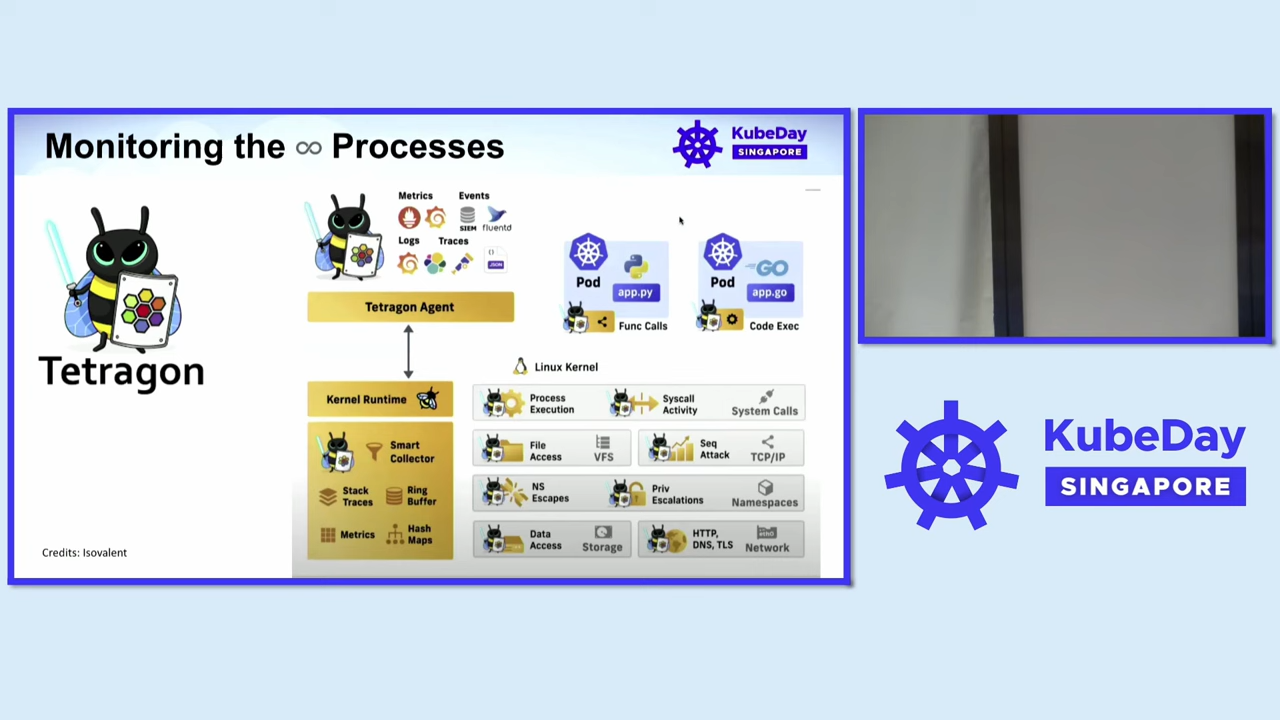 Monitoring the ∞ Processes
KubeDay
SINGAPORE
Tetragon
Credits: Isovalent
Metrics
Events
SIEM
fluentd
Logs
Traces
{}
JSON
Tetragon Agent
Pod
app.py
Func Calls
Pod
GO
app.go
Code Exec
Linux Kernel
Kernel Runtime
Smart
Collector
Stack
Traces
Ring
Buffer
Metrics
Hash
Maps
Process
Execution
Syscall
Activity
System Calls
File
Access
VFS
Seq
Attack
TCP/IP
NS
Escapes
Priv
Escalations
Namespaces
Data
Access
Storage
HTTP,
DNS, TLS
eth0
Network
KubeDay
SINGAPORE